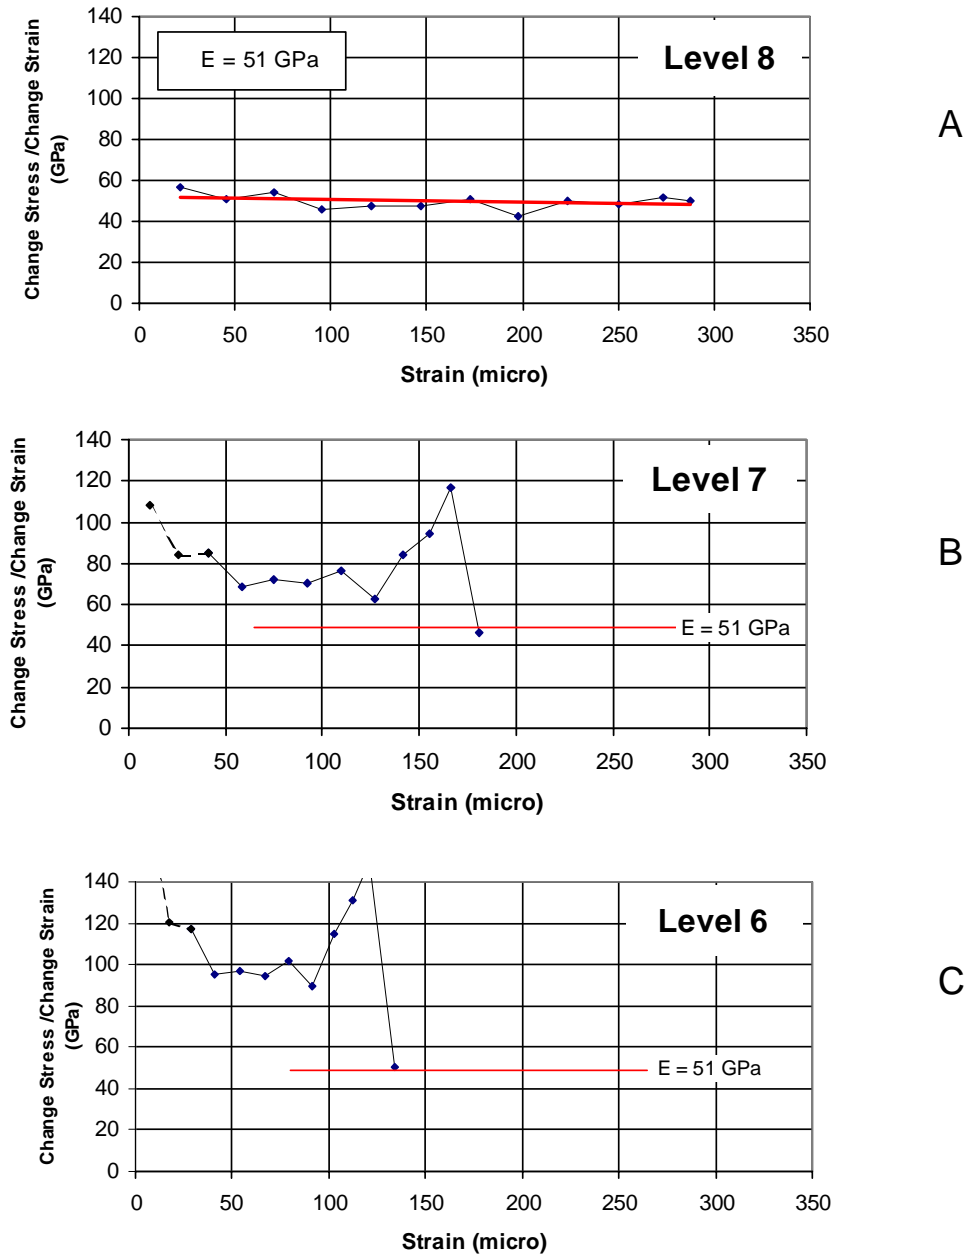 140
120
100
80
60
40
20
0
Change Stress /Change Strain
(GPa)
E = 51 GPa
Level 8
A
0 50 100 150 200 250 300 350
Strain (micro)
140
120
100
80
60
40
20
0
Change Stress /Change Strain
(GPa)
Level 7
B
E = 51 GPa
0 50 100 150 200 250 300 350
Strain (micro)
140
120
100
80
60
40
20
0
Change Stress /Change Strain
(GPa)
Level 6
C
E = 51 GPa
0 50 100 150 200 250 300 350
Strain (micro)